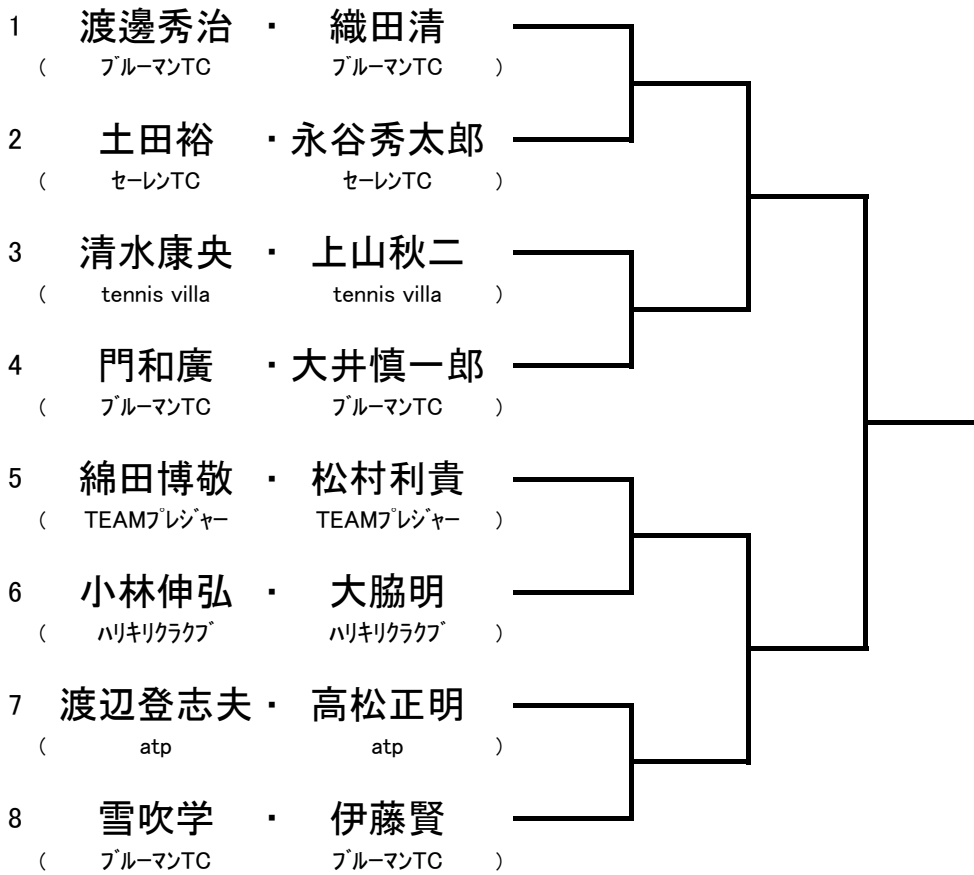 1 渡邊秀治 ・ 織田清
( ﾌﾞﾙｰﾏﾝTC ﾌﾞﾙｰﾏﾝTC )
2 土田裕 ・ 永谷秀太郎
( ｾｰﾚﾝTC ｾｰﾚﾝTC )
3 清水康央 ・ 上山秋二
( tennis villa tennis villa )
4 門和廣 ・ 大井慎一郎
( ﾌﾞﾙｰﾏﾝTC ﾌﾞﾙｰﾏﾝTC )
5 綿田博敬 ・ 松村利貴
( TEAMﾌﾟﾚｼﾞｬｰ TEAMﾌﾟﾚｼﾞｬｰ )
6 小林伸弘 ・ 大脇明
( ﾊﾘｷﾘｸﾗｸﾌﾞ ﾊﾘｷﾘｸﾗｸﾌﾞ )
7 渡辺登志夫 ・ 高松正明
( atp atp )
8 雪吹学 ・ 伊藤賢
( ﾌﾞﾙｰﾏﾝTC ﾌﾞﾙｰﾏﾝTC )